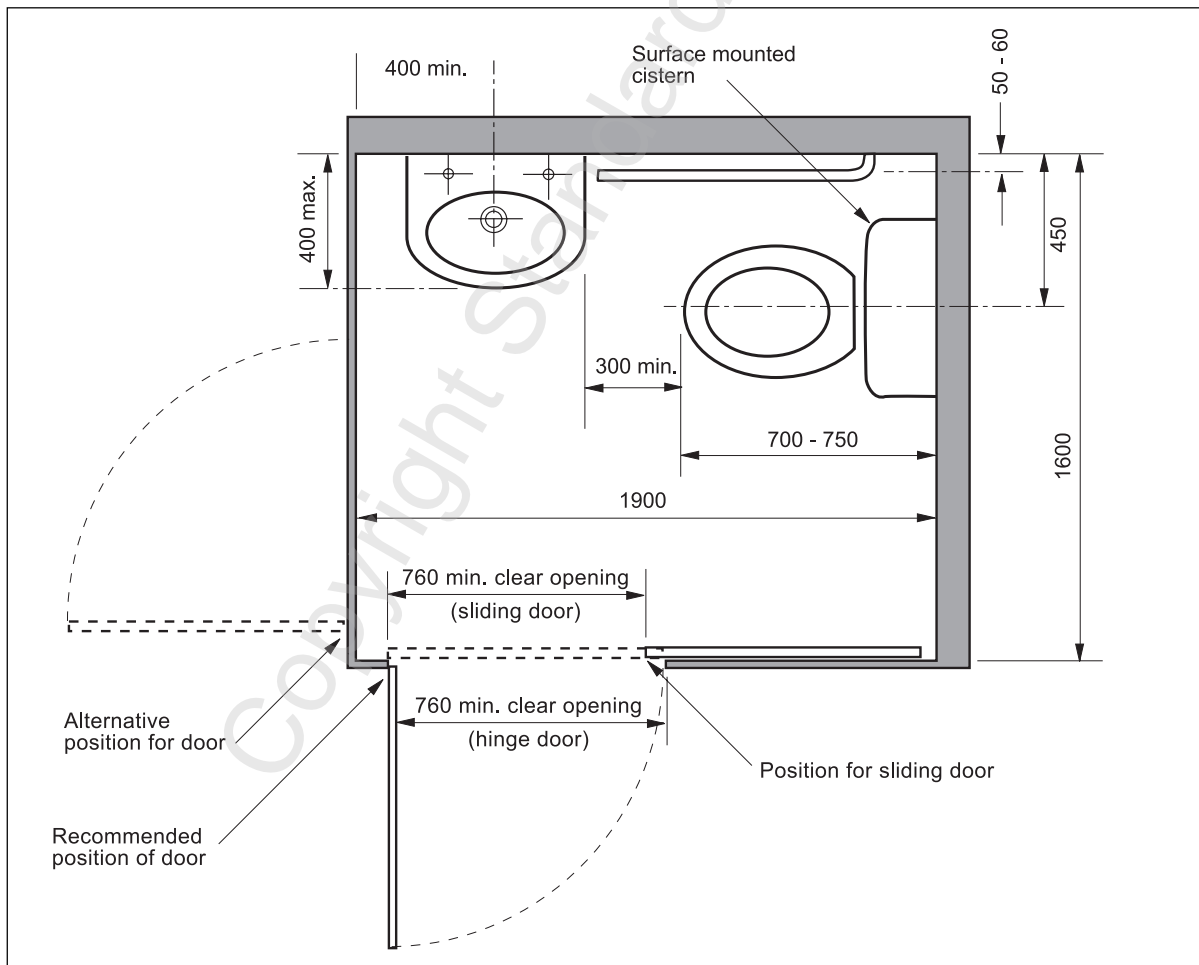 400 min.
Surface mounted
cistern
50 - 60
400 max.
450
300 min.
700 - 750
1600
1900
760 min. clear opening
(sliding door)
760 min. clear opening
(hinge door)
Alternative
position for door
Position for sliding door
Recommended
position of door
Copyright